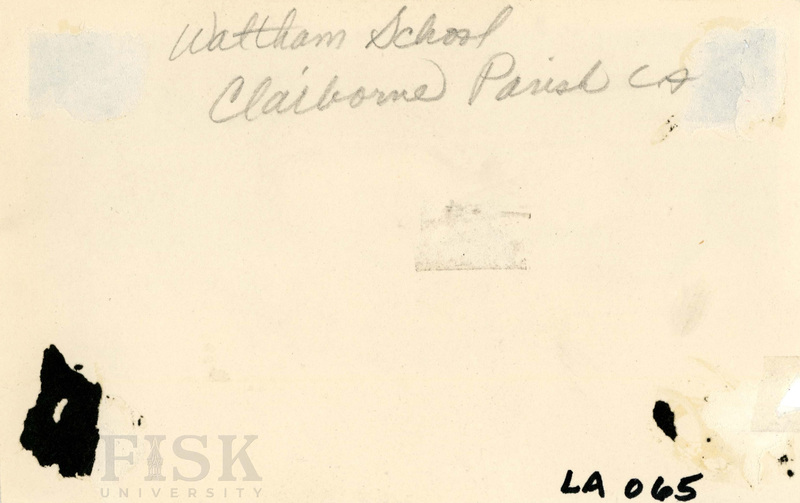 Waltham School
Claiborne Parish La
FISK
UNIVERSITY
LA 065